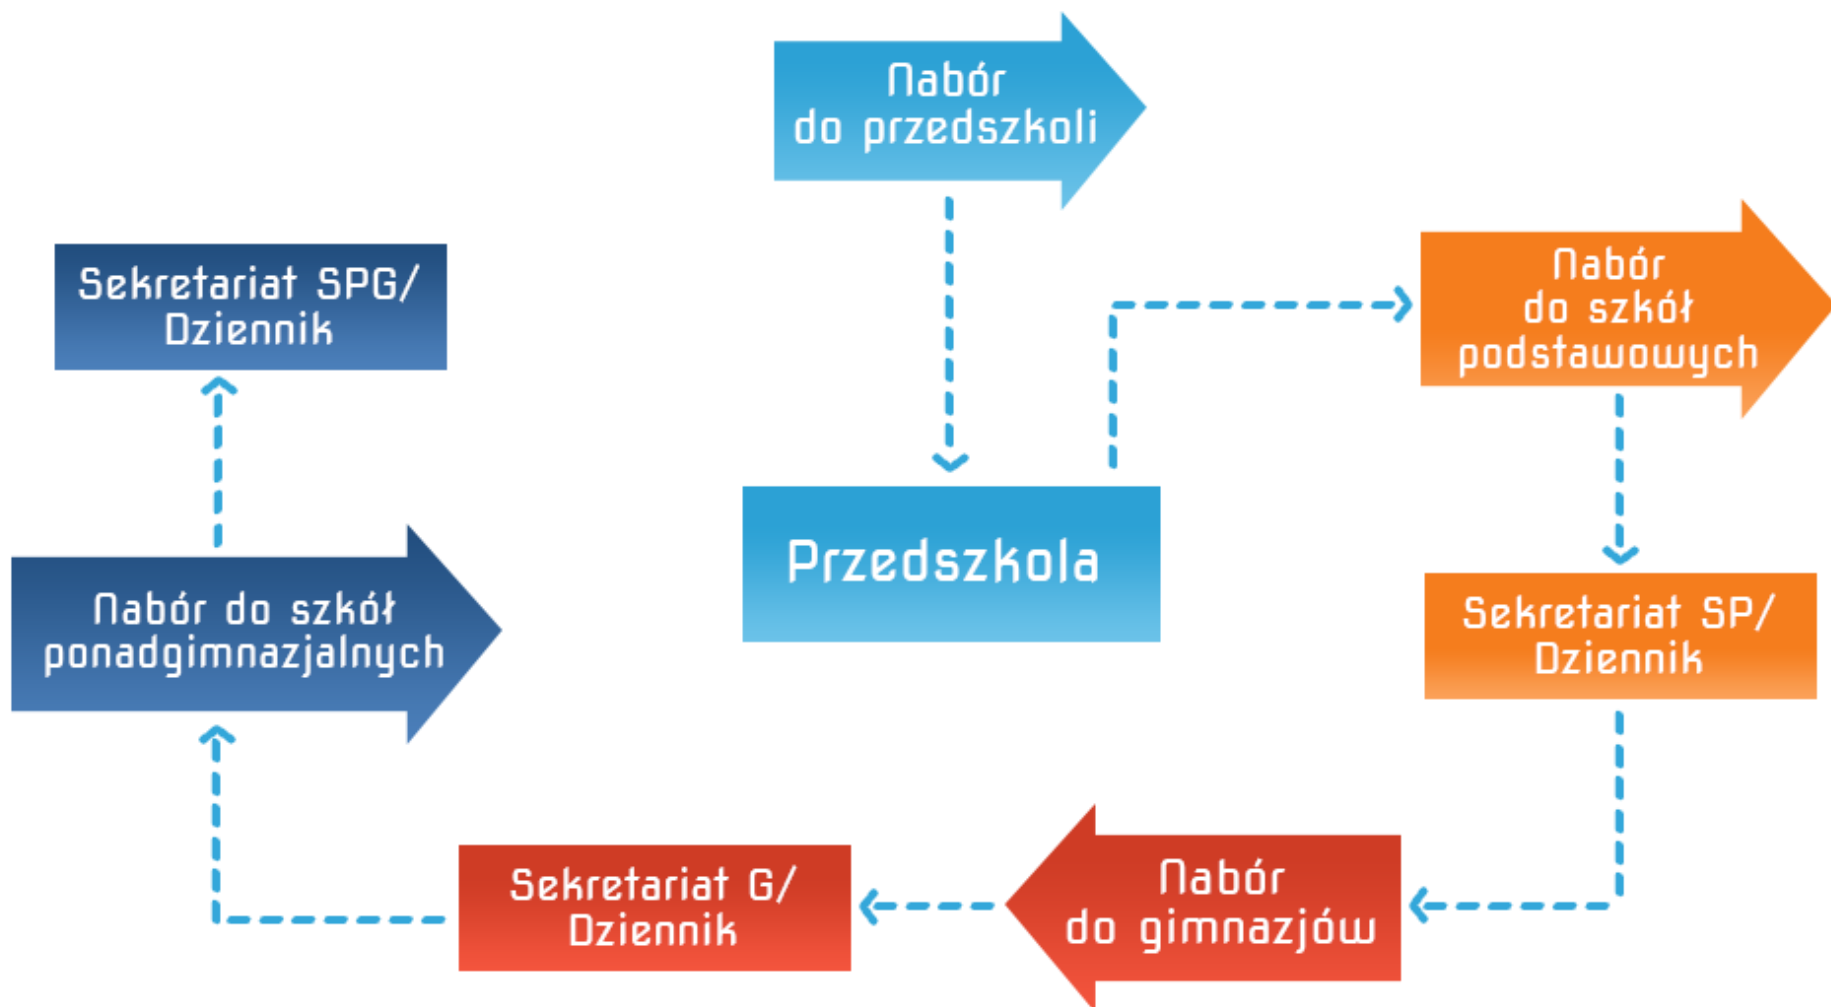 Nabór
do przedszkoli
Przedszkola
Nabór
do szkół
podstawowych
Sekretariat SP/
Dziennik
Nabór
do gimnazjów
Sekretariat G/
Dziennik
Nabór do szkół
ponadgimnazjalnych
Sekretariat SPG/
Dziennik